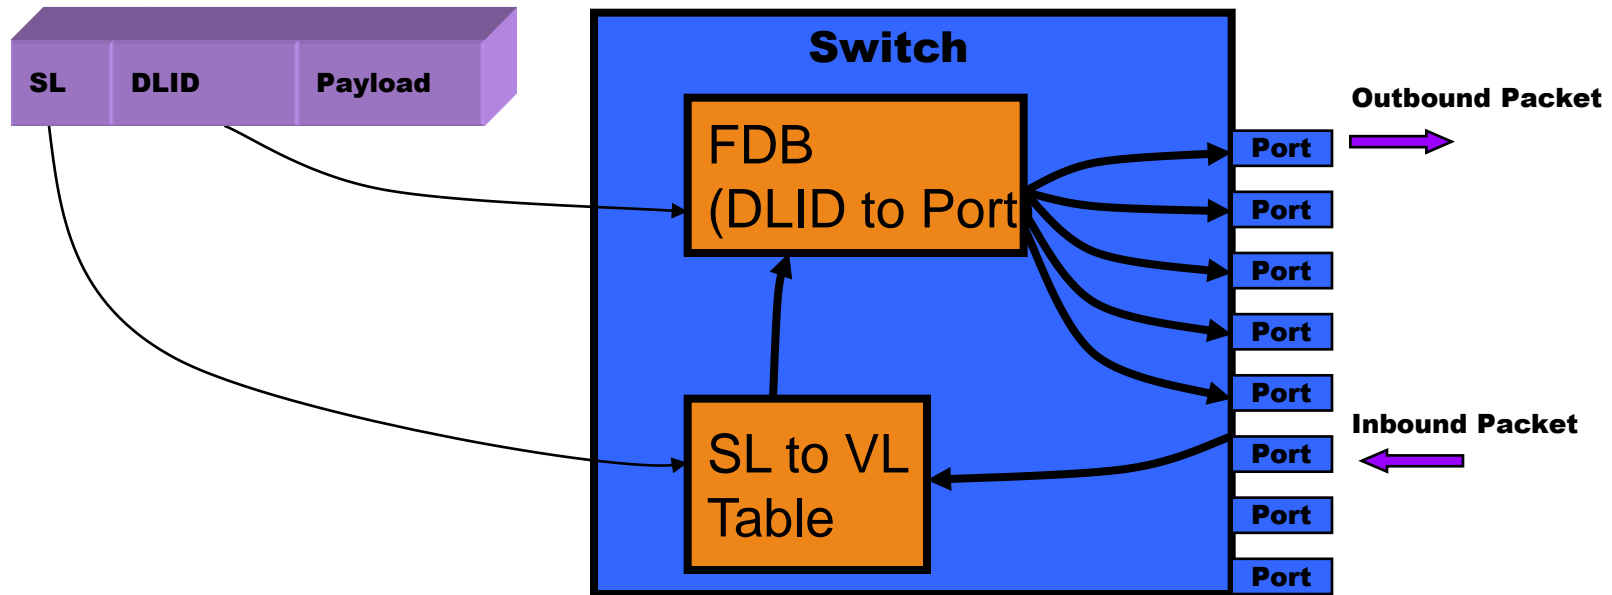 Switch
SL DLID Payload
FDB
(DLID to Port
Outbound Packet
Port
Port
Port
Port
Port
Inbound Packet
Port
SL to VL
Table
Port
Port